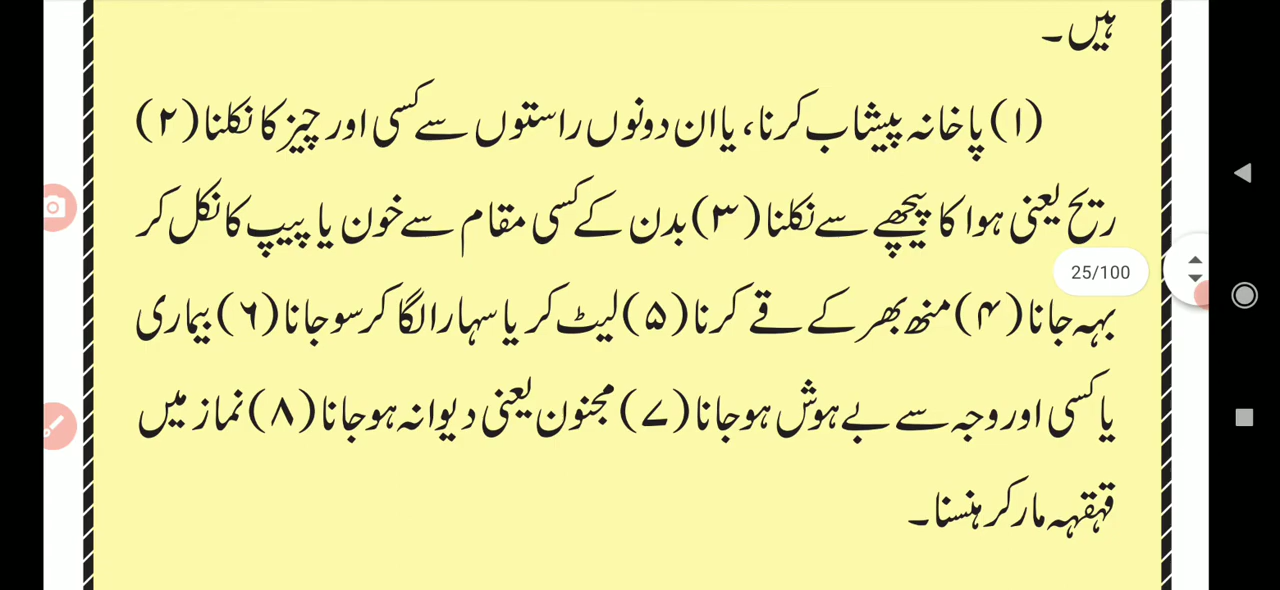 ہیں۔
(۱) پاخانہ پیشاب کرنا، یا ان دونوں راستوں سے کسی اور چیز کا نکلنا (۲)
ریح یعنی ہوا کا پیچھے سے نکلنا (۳) بدن کے کسی مقام سے خون یا پیپ کا نکل کر
25/100
بہہ جانا (۴) منھ بھر کے قے کرنا (۵) لیٹ کر یا سہارا لگا کر سو جانا (۶) بیماری
یا کسی اور وجہ سے بے ہوش ہو جانا (۷) مجنون یعنی دیوانہ ہو جانا (۸) نماز میں
قہقہہ مار کر ہنسنا۔